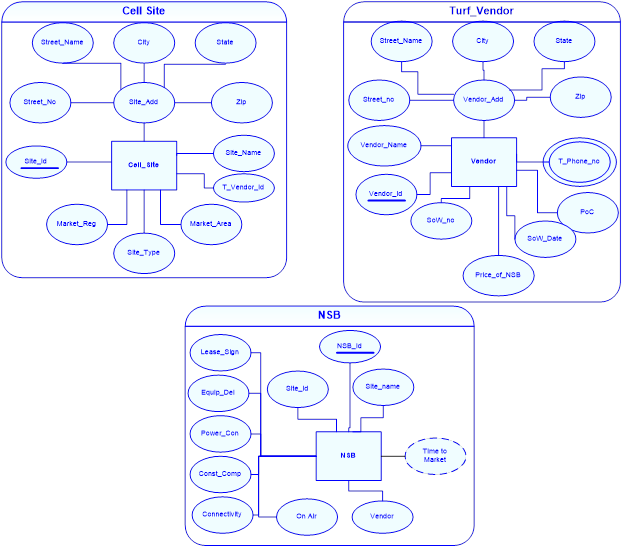 Cell Site
Street_Name
City
State
Street_No
Site_Add
Zip
Site_Id
Cell_Site
Site_Name
T_Vendor_Id
Market_Reg
Market_Area
Site_Type
Turf_Vendor
Street_Name
City
State
Street_no
Vendor_Add
Zip
Vendor_Name
Vendor
T_Phone_no
Vendor_Id
PoC
SoW_no
SoW_Date
Price_of_NSB
NSB
Lease_Sign
NSB_Id
Equip_Del
Site_Id
Site_name
Power_Con
NSB
Time to
Market
Const_Comp
Connectivity
On Air
Vendor